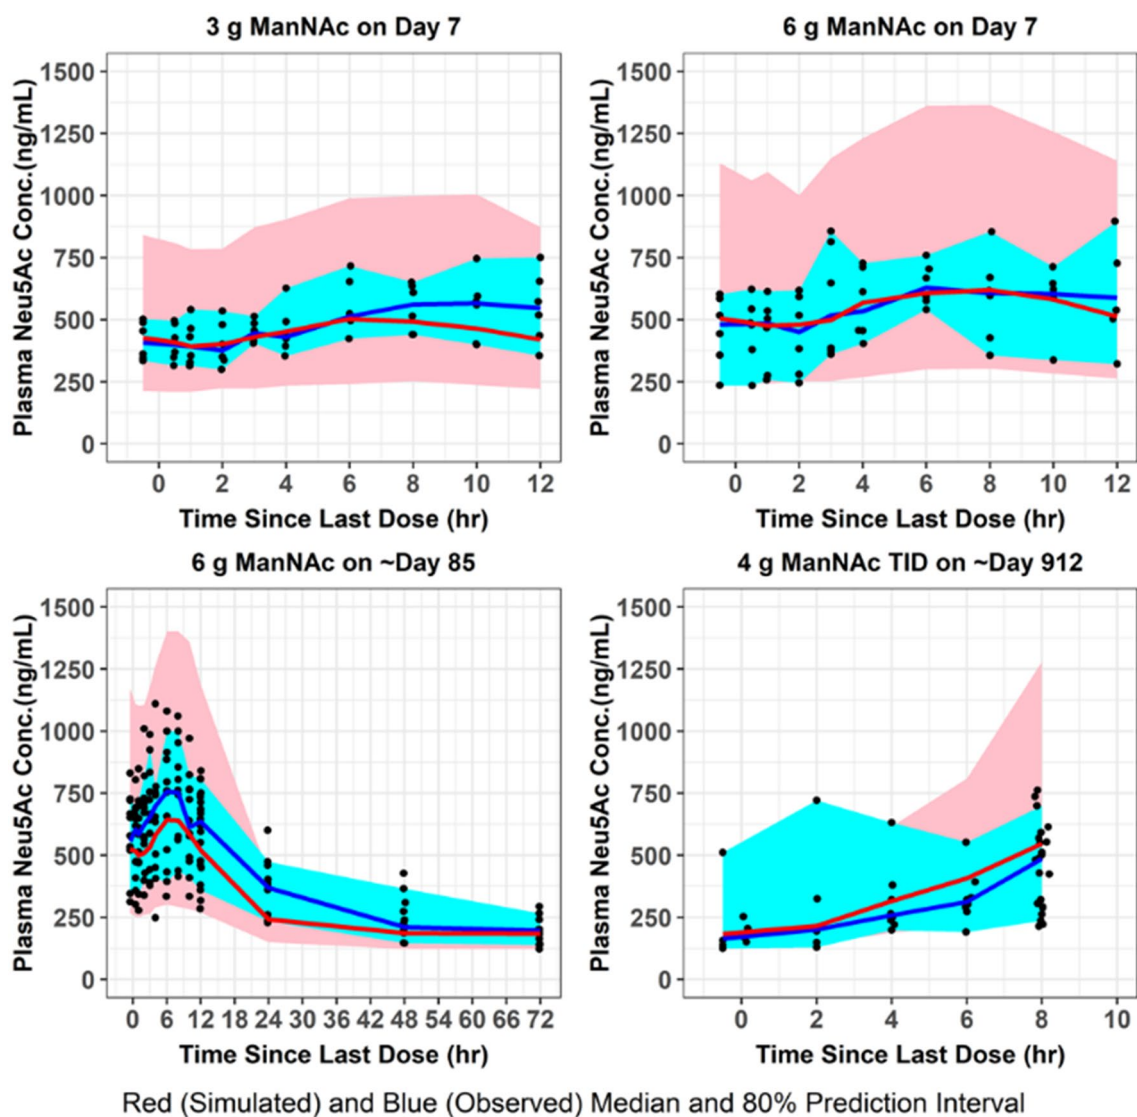 3 g ManNAc on Day 7
6 g ManNAc on Day 7
Plasma Neu5Ac Conc.(ng/mL)
1500
1250
1000
750
500
250
0
0 2 4 6 8 10 12
Time Since Last Dose (hr)
Plasma Neu5Ac Conc.(ng/mL)
1500
1250
1000
750
500
250
0
0 2 4 6 8 10 12
Time Since Last Dose (hr)
6 g ManNAc on ~Day 85
4 g ManNAc TID on ~Day 912
Plasma Neu5Ac Conc.(ng/mL)
1500
1250
1000
750
500
250
0
0 6 12 18 24 30 36 42 48 54 60 66 72
Time Since Last Dose (hr)
Plasma Neu5Ac Conc.(ng/mL)
1500
1250
1000
750
500
250
0
0 2 4 6 8 10
Time Since Last Dose (hr)
Red (Simulated) and Blue (Observed) Median and 80% Prediction Interval